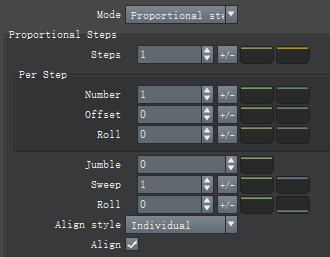 Mode Proportional ste
Proportional Steps
Steps 1 +/-
Per Step
Number 1 +/-
Offset 0 +/-
Roll 0 +/-
Jumble 0
Sweep 1 +/-
Roll 0 +/-
Align style Individual
Align